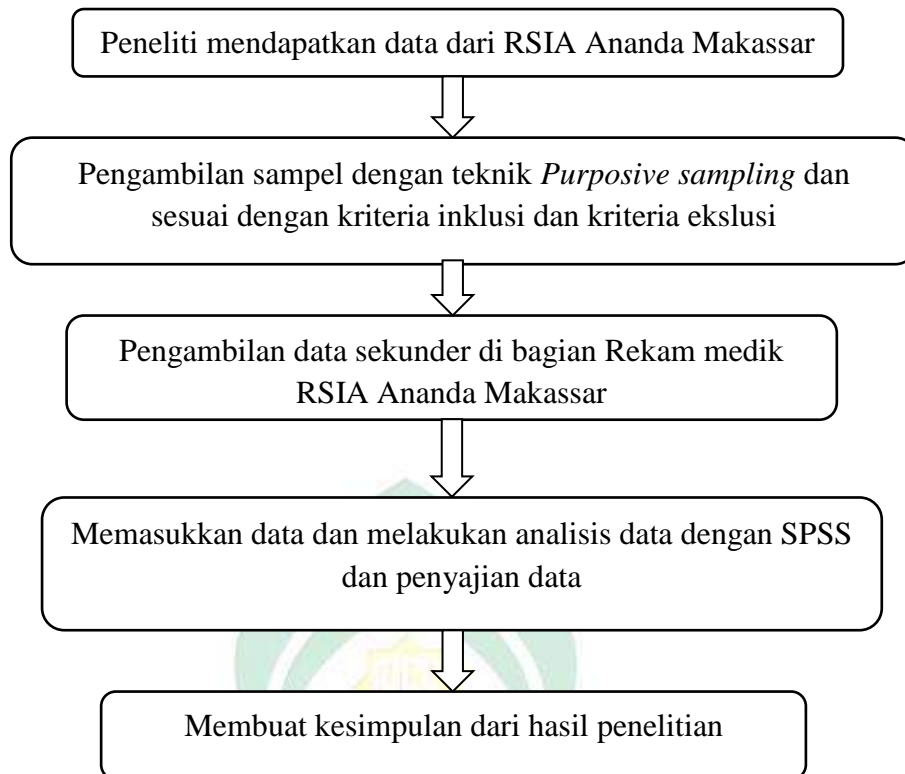 Peneliti mendapatkan data dari RSIA Ananda Makassar
Pengambilan sampel dengan teknik Purposive sampling dan
sesuai dengan kriteria inklusi dan kriteria ekslusi
Pengambilan data sekunder di bagian Rekam medik
RSIA Ananda Makassar
Memasukkan data dan melakukan analisis data dengan SPSS
dan penyajian data
Membuat kesimpulan dari hasil penelitian